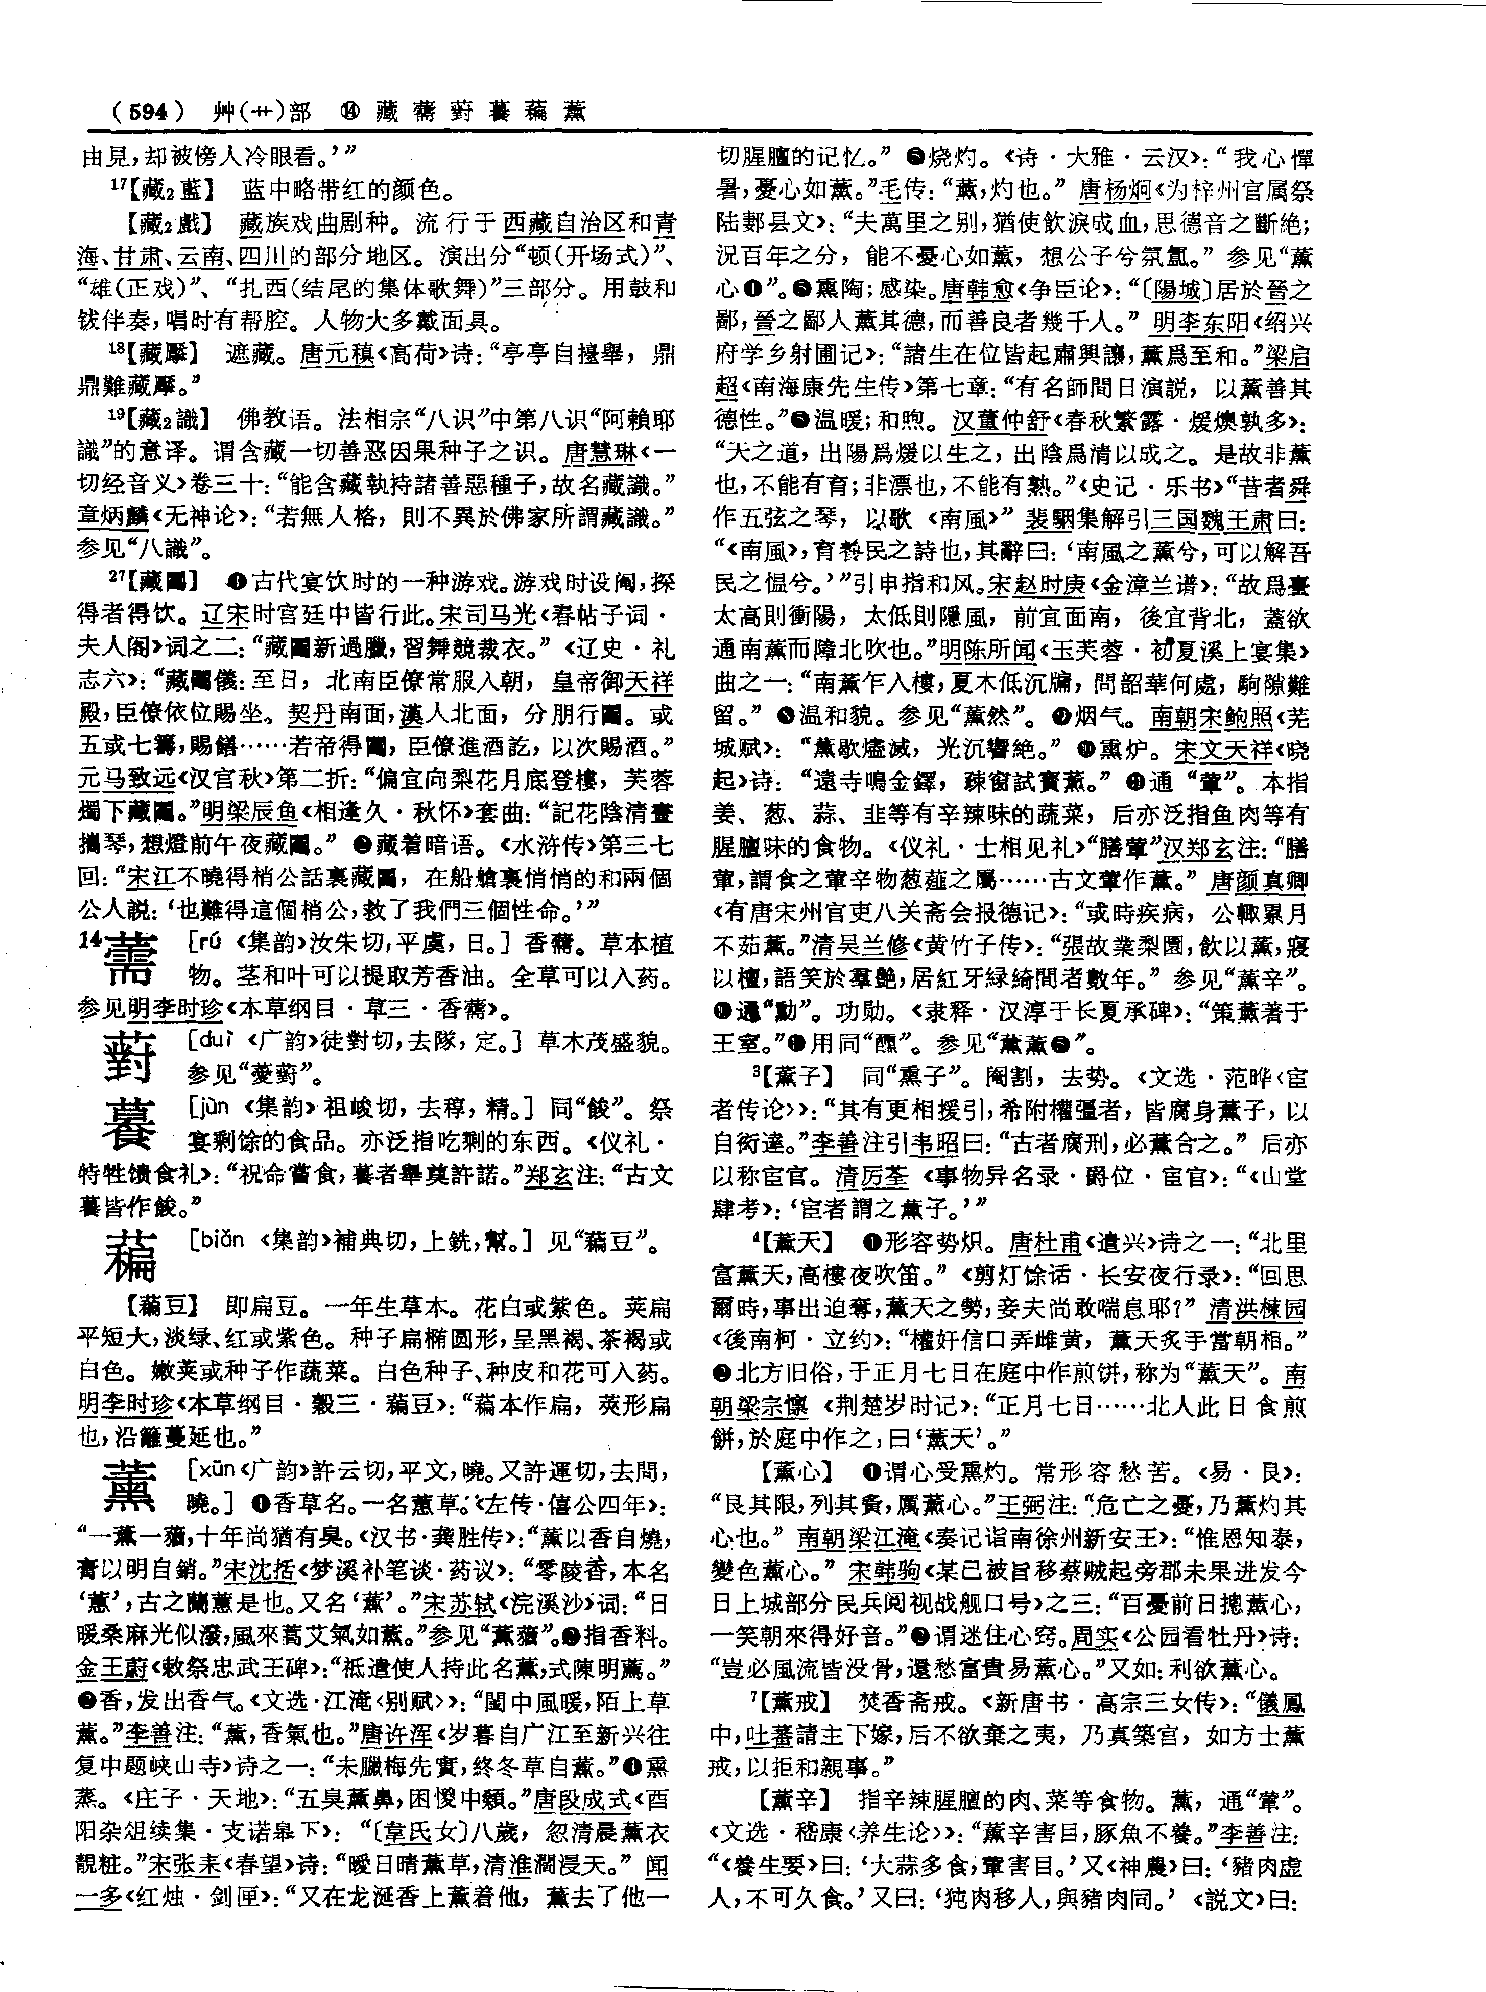 (594) 艸(艹)部 ⑭ 藏 薷 薱 䕍 藊 薰
由見，却被傍人冷眼看。’”
17【藏₂藍】 蓝中略带红的颜色。
【藏₂戲】 藏族戏曲剧种。流行于西藏自治区和青
海、甘肃、云南、四川的部分地区。演出分“顿(开场式)”、
“雄(正戏)”、“扎西(结尾的集体歌舞)”三部分。用鼓和
钹伴奏，唱时有帮腔。人物大多戴面具。
18【藏擪】 遮藏。唐元稹《高荷》诗：“亭亭自擡舉，鼎
鼎難藏擪。”
19【藏₂識】 佛教语。法相宗“八识”中第八识“阿賴耶
識”的意译。谓含藏一切善恶因果种子之识。唐慧琳《一
切经音义》卷三十：“能含藏執持諸善惡種子，故名藏識。”
章炳麟《无神论》：“若無人格，則不異於佛家所謂藏識。”
参见“八識”。
27【藏鬮】 ❶古代宴饮时的一种游戏。游戏时设阄，探
得者得饮。辽宋时宫廷中皆行此。宋司马光《春帖子词·
夫人阁》词之二：“藏鬮新過臘，習舞競裁衣。”《辽史·礼
志六》：“藏鬮儀：至日，北南臣僚常服入朝，皇帝御天祥
殿，臣僚依位賜坐。契丹南面，漢人北面，分朋行鬮。或
五或七籌，賜膳……若帝得鬮，臣僚進酒訖，以次賜酒。”
元马致远《汉宫秋》第二折：“偏宜向梨花月底登樓，芙蓉
燭下藏鬮。”明梁辰鱼《相逢久·秋怀》套曲：“記花陰清晝
攜琴，想燈前午夜藏鬮。” ❷藏着暗语。《水浒传》第三七
回：“宋江不曉得梢公話裏藏鬮，在船艙裏悄悄的和兩個
公人説：‘也難得這個梢公，救了我們三個性命。’”
14薷 [rú 《集韵》汝朱切，平虞，日。] 香薷。草本植
物。茎和叶可以提取芳香油。全草可以入药。
参见明李时珍《本草纲目·草三·香薷》。
薱 [duì 《广韵》徒對切，去隊，定。] 草木茂盛貌。
参见“薆薱”。
䕍 [jùn 《集韵》祖峻切，去稕，精。] 同“餕”。祭
宴剩馀的食品。亦泛指吃剩的东西。《仪礼·
特牲馈食礼》：“祝命嘗食，䕍者舉奠許諾。”郑玄注：“古文
䕍皆作餕。”
藊 [biǎn 《集韵》補典切，上銑，幫。] 见“藊豆”。
【藊豆】 即扁豆。一年生草本。花白或紫色。荚扁
平短大，淡绿、红或紫色。种子扁椭圆形，呈黑褐、茶褐或
白色。嫩荚或种子作蔬菜。白色种子、种皮和花可入药。
明李时珍《本草纲目·穀三·藊豆》：“藊本作扁，莢形扁
也，沿籬蔓延也。”
薰 [xūn《广韵》許云切，平文，曉。又許運切，去問，
曉。] ❶香草名。一名蕙草。《左传·僖公四年》：
“一薰一蕕，十年尚猶有臭。《汉书·龚胜传》：“薰以香自燒，
膏以明自銷。”宋沈括《梦溪补笔谈·药议》：“零陵香，本名
‘蕙’，古之蘭蕙是也。又名‘薰’。”宋苏轼《浣溪沙》词：“日
暖桑麻光似潑，風來蒿艾氣如薰。”参见“薰蕕”。❷指香料。
金王蔚《敕祭忠武王碑》：“祗遣使人持此名薰，式陳明薦。”
❸香，发出香气。《文选·江淹〈别赋〉》：“閨中風暖，陌上草
薰。”李善注：“薰，香氣也。”唐许浑《岁暮自广江至新兴往
复中题峡山寺》诗之一：“未臘梅先實，終冬草自薰。”❹熏
蒸。《庄子·天地》：“五臭薰鼻，困惾中顙。”唐段成式《酉
阳杂俎续集·支诺皋下》：“〔韋氏女〕八歲，忽清晨薰衣
靚粧。”宋张耒《春望》诗：“曖日晴薰草，清淮濶浸天。”闻
一多《红烛·剑匣》：“又在龙涎香上薰着他，薰去了他一
切腥膻的记忆。” ❺烧灼。《诗·大雅·云汉》：“我心憚
暑，憂心如薰。”毛传：“薰，灼也。”唐杨炯《为梓州官属祭
陆郪县文》：“夫萬里之别，猶使飲淚成血，思德音之斷絶；
況百年之分，能不憂心如薰，想公子兮氛氲。”参见“薰
心❶”。❻熏陶；感染。唐韩愈《争臣论》：“〔陽城〕居於晉之
鄙，晉之鄙人薰其德，而善良者幾千人。”明李东阳《绍兴
府学乡射圃记》：“諸生在位皆起肅興讓，薰爲至和。”梁启
超《南海康先生传》第七章：“有名師間日演説，以薰善其
德性。”❼温暖；和煦。汉董仲舒《春秋繁露·煖燠孰多》：
“天之道，出陽爲煖以生之，出陰爲清以成之。是故非薰
也，不能有育；非漂也，不能有熟。”《史记·乐书》“昔者舜
作五弦之琴，以歌《南風》”裴駰集解引三国魏王肃曰：
“《南風》，育養民之詩也，其辭曰：‘南風之薰兮，可以解吾
民之愠兮。’”引申指和风。宋赵时庚《金漳兰谱》：“故爲臺
太高則衝陽，太低則隱風，前宜面南，後宜背北，蓋欲
通南薰而障北吹也。”明陈所闻《玉芙蓉·初夏溪上宴集》
曲之一：“南薰乍入樓，夏木低沉牖，問韶華何處，駒隙難
留。” ❽温和貌。参见“薰然”。❾烟气。南朝宋鲍照《芜
城赋》：“薰歇燼滅，光沉響絶。” ❿熏炉。宋文天祥《晓
起》诗：“遠寺鳴金鐸，疎窗試寶薰。” ⓫通“葷”。本指
姜、葱、蒜、韭等有辛辣味的蔬菜，后亦泛指鱼肉等有
腥膻味的食物。《仪礼·士相见礼》“膳葷”汉郑玄注：“膳
葷，謂食之葷辛物葱薤之屬……古文葷作薰。”唐颜真卿
《有唐宋州官吏八关斋会报德记》：“或時疾病，公輒累月
不茹薰。”清吴兰修《黄竹子传》：“張故業梨園，飲以薰，寢
以檀，語笑於羣艷，居紅牙緑綺間者數年。”参见“薰辛”。
⓬通“勳”。功勋。《隶释·汉淳于长夏承碑》：“策薰著于
王室。”⓭用同“醺”。参见“薰薰❺”。
3【薰子】 同“熏子”。阉割，去势。《文选·范晔〈宦
者传论〉》：“其有更相援引，希附權彊者，皆腐身薰子，以
自衒達。”李善注引韦昭曰：“古者腐刑，必薰合之。”后亦
以称宦官。清厉荃《事物异名录·爵位·宦官》：“《山堂
肆考》：‘宦者謂之薰子。’”
4【薰天】 ❶形容势炽。唐杜甫《遣兴》诗之一：“北里
富薰天，高樓夜吹笛。”《剪灯馀话·长安夜行录》：“回思
爾時，事出迫奪，薰天之勢，妾夫尚敢喘息耶？”清洪楝园
《後南柯·立约》：“權奸信口弄雌黄，薰天炙手當朝相。”
❷北方旧俗，于正月七日在庭中作煎饼，称为“薰天”。南
朝梁宗懔《荆楚岁时记》：“正月七日……北人此日食煎
餅，於庭中作之，曰‘薰天’。”
【薰心】 ❶谓心受熏灼。常形容愁苦。《易·艮》：
“艮其限，列其夤，厲薰心。”王弼注：“危亡之憂，乃薰灼其
心也。”南朝梁江淹《奏记诣南徐州新安王》：“惟恩知泰，
變色薰心。”宋韩驹《某已被旨移蔡贼起旁郡未果进发今
日上城部分民兵阅视战舰口号》之三：“百憂前日摠薰心，
一笑朝來得好音。”❷谓迷住心窍。周实《公园看牡丹》诗：
“豈必風流皆没骨，還愁富貴易薰心。”又如：利欲薰心。
7【薰戒】 焚香斋戒。《新唐书·高宗三女传》：“儀鳳
中，吐蕃請主下嫁，后不欲棄之夷，乃真築宫，如方士薰
戒，以拒和親事。”
【薰辛】 指辛辣腥膻的肉、菜等食物。薰，通“葷”。
《文选·嵇康〈养生论〉》：“薰辛害目，豚魚不養。”李善注：
“《養生要》曰：‘大蒜多食，葷害目。’又《神農》曰：‘豬肉虚
人，不可久食。’又曰：‘㹠肉移人，與豬肉同。’《説文》曰：